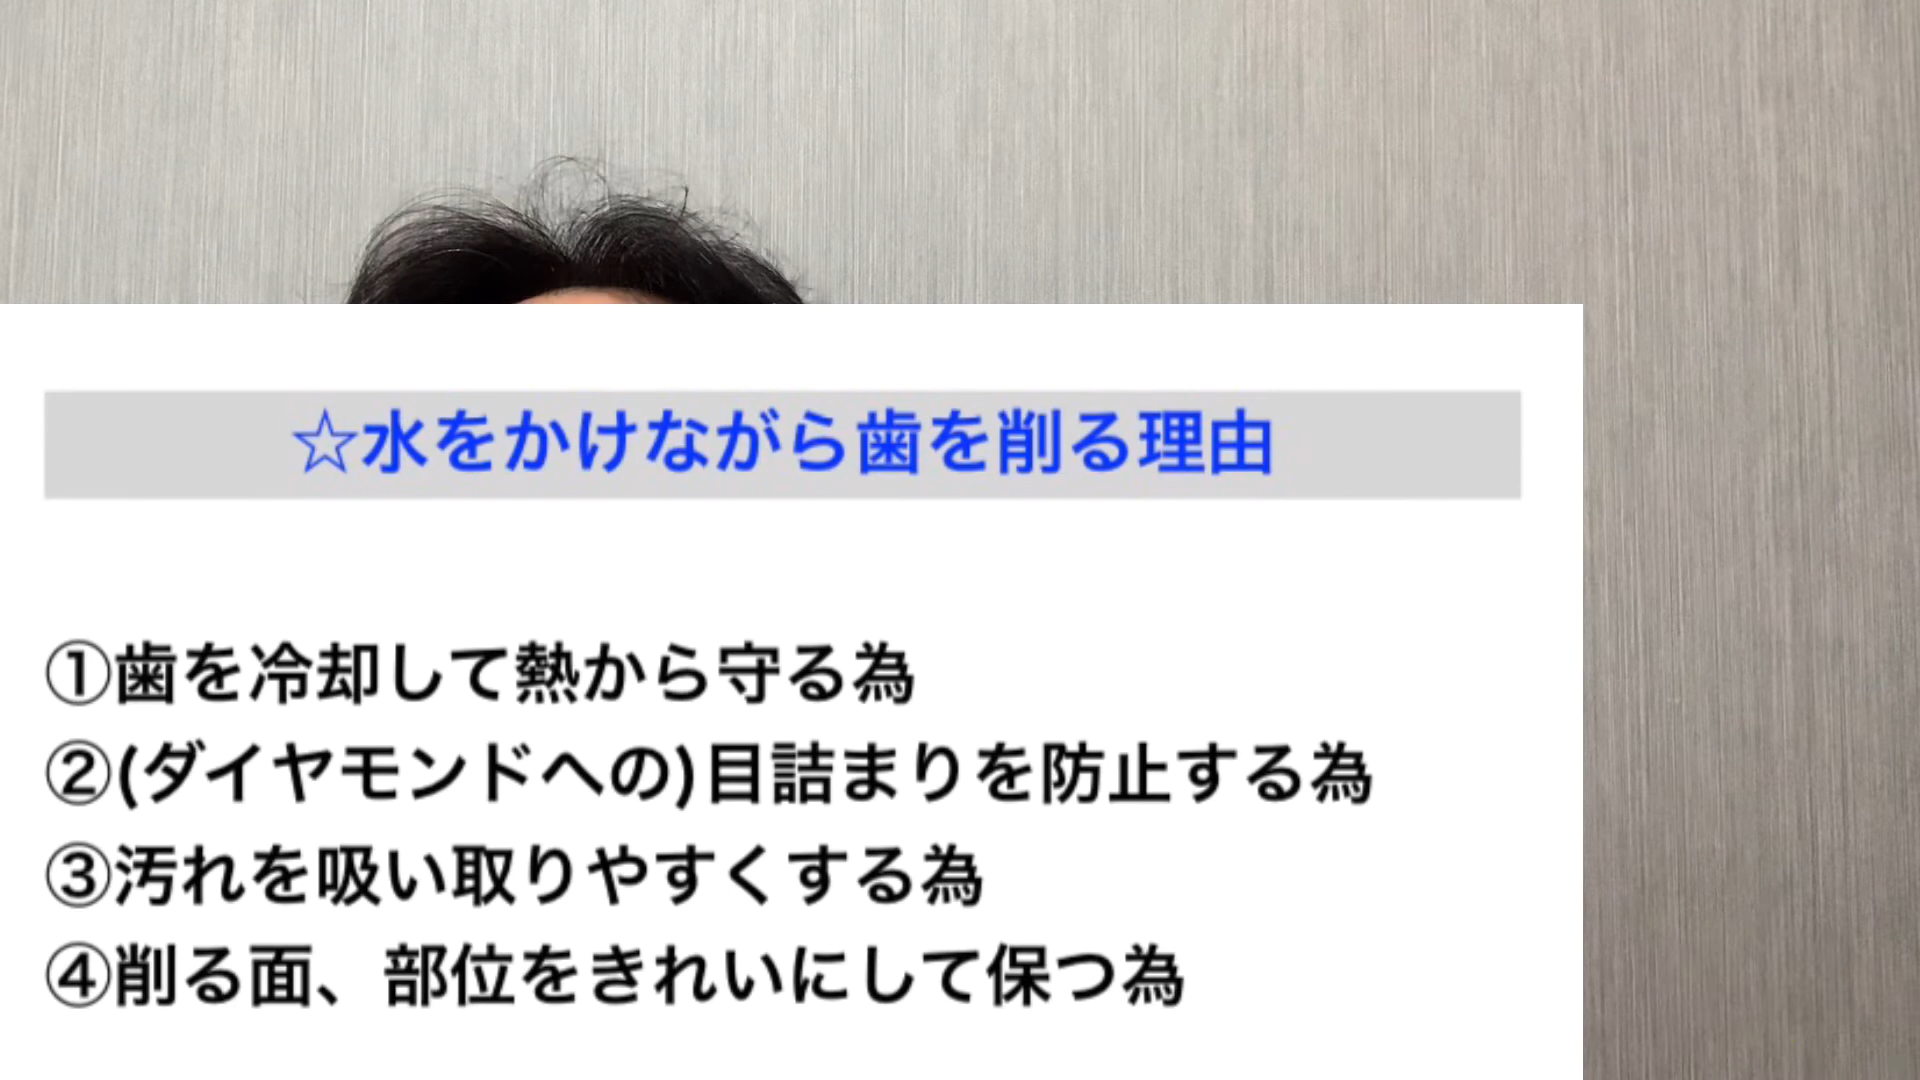 ☆水をかけながら歯を削る理由
①歯を冷却して熱から守る為
②(ダイヤモンドへの)目詰まりを防止する為
③汚れを吸い取りやすくする為
④削る面、部位をきれいにして保つ為